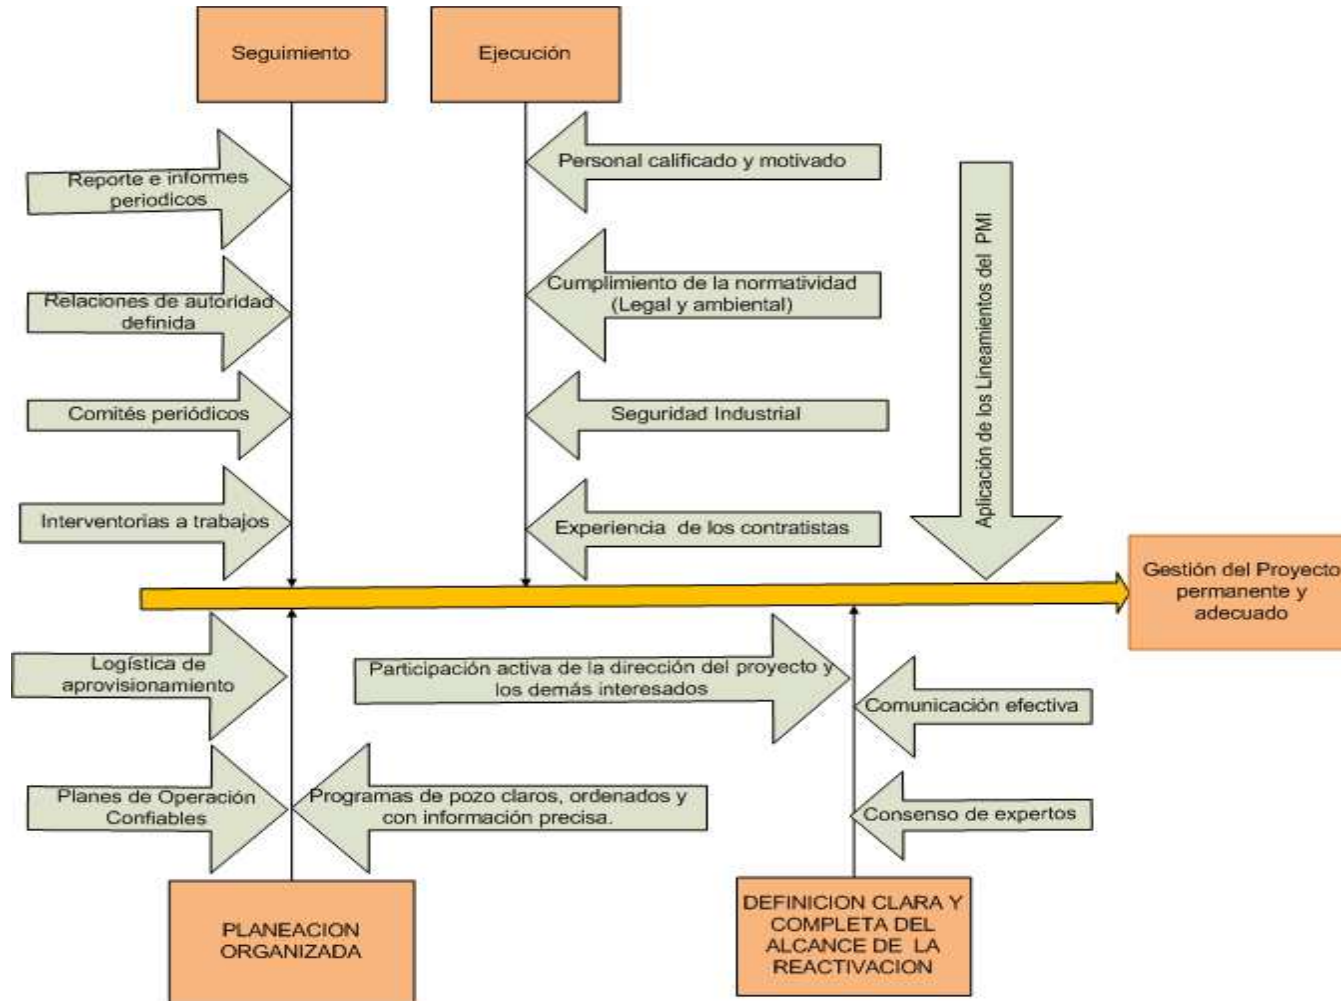 Seguimiento
Ejecución
Reporte e informes
periodicos
Relaciones de autoridad
definida
Comités periódicos
Interventorias a trabajos
Personal calificado y motivado
Cumplimiento de la normatividad
(Legal y ambiental)
Seguridad Industrial
Experiencia de los contratistas
Aplicación de los Lineamientos del PMI
Gestión del Proyecto
permanente y
adecuado
Logística de
aprovisionamiento
Planes de Operación
Confiables
Programas de pozo claros, ordenados y
con información precisa.
Participación activa de la dirección del proyecto y
los demás interesados
Comunicación efectiva
Consenso de expertos
PLANEACION
ORGANIZADA
DEFINICION CLARA Y
COMPLETA DEL
ALCANCE DE LA
REACTIVACION